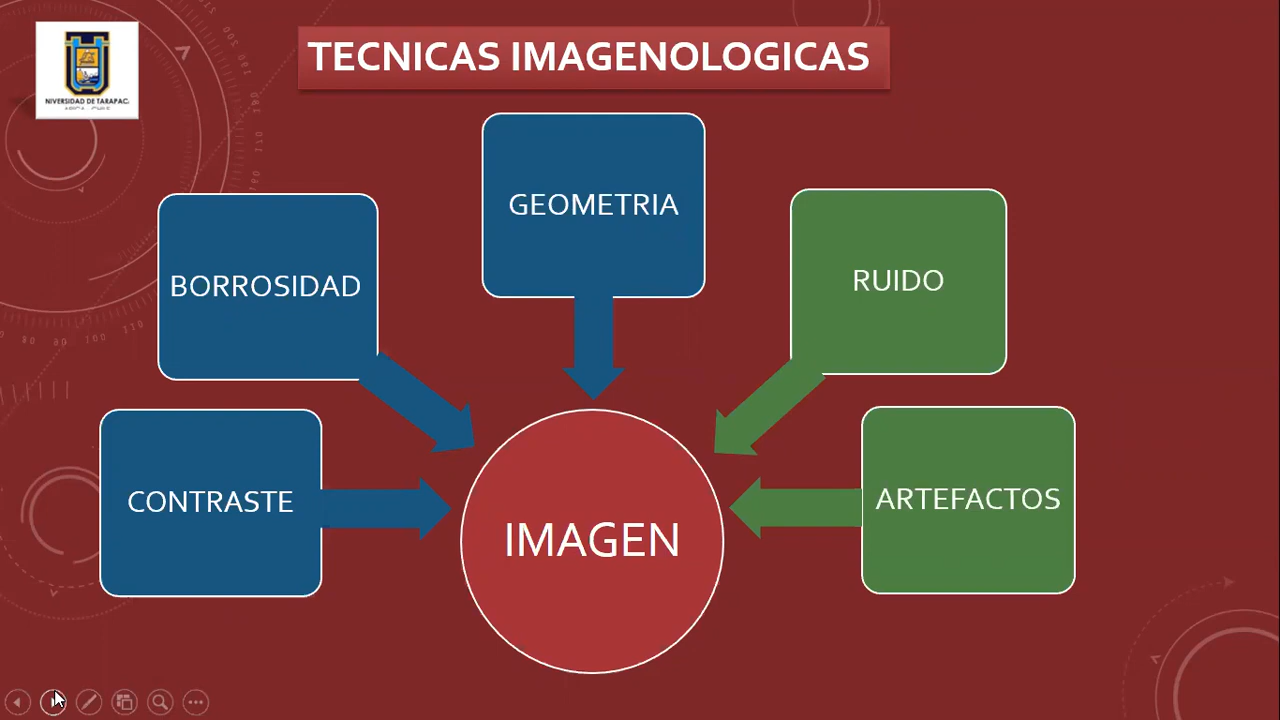 TECNICAS IMAGENOLOGICAS
NIVERSIDAD DE TARAPAC
GEOMETRIA
BORROSIDAD
RUIDO
CONTRASTE
ARTEFACTOS
IMAGEN